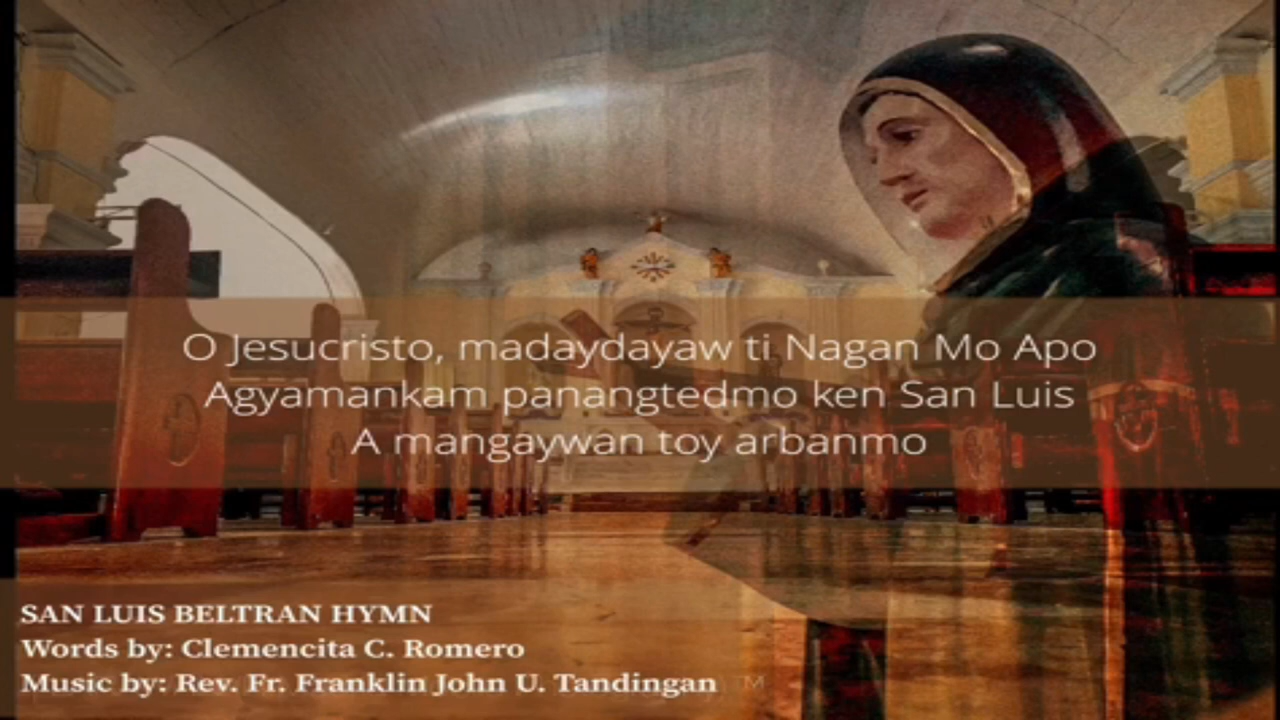 O Jesucristo, madaydayaw ti Nagan Mo Apo
Agyamankam panangtedmo ken San Luis
A mangaywan toy arbanmo
SAN LUIS BELTRAN HYMN
Words by: Clemencita C. Romero
Music by: Rev. Fr. Franklin John U. Tandingan